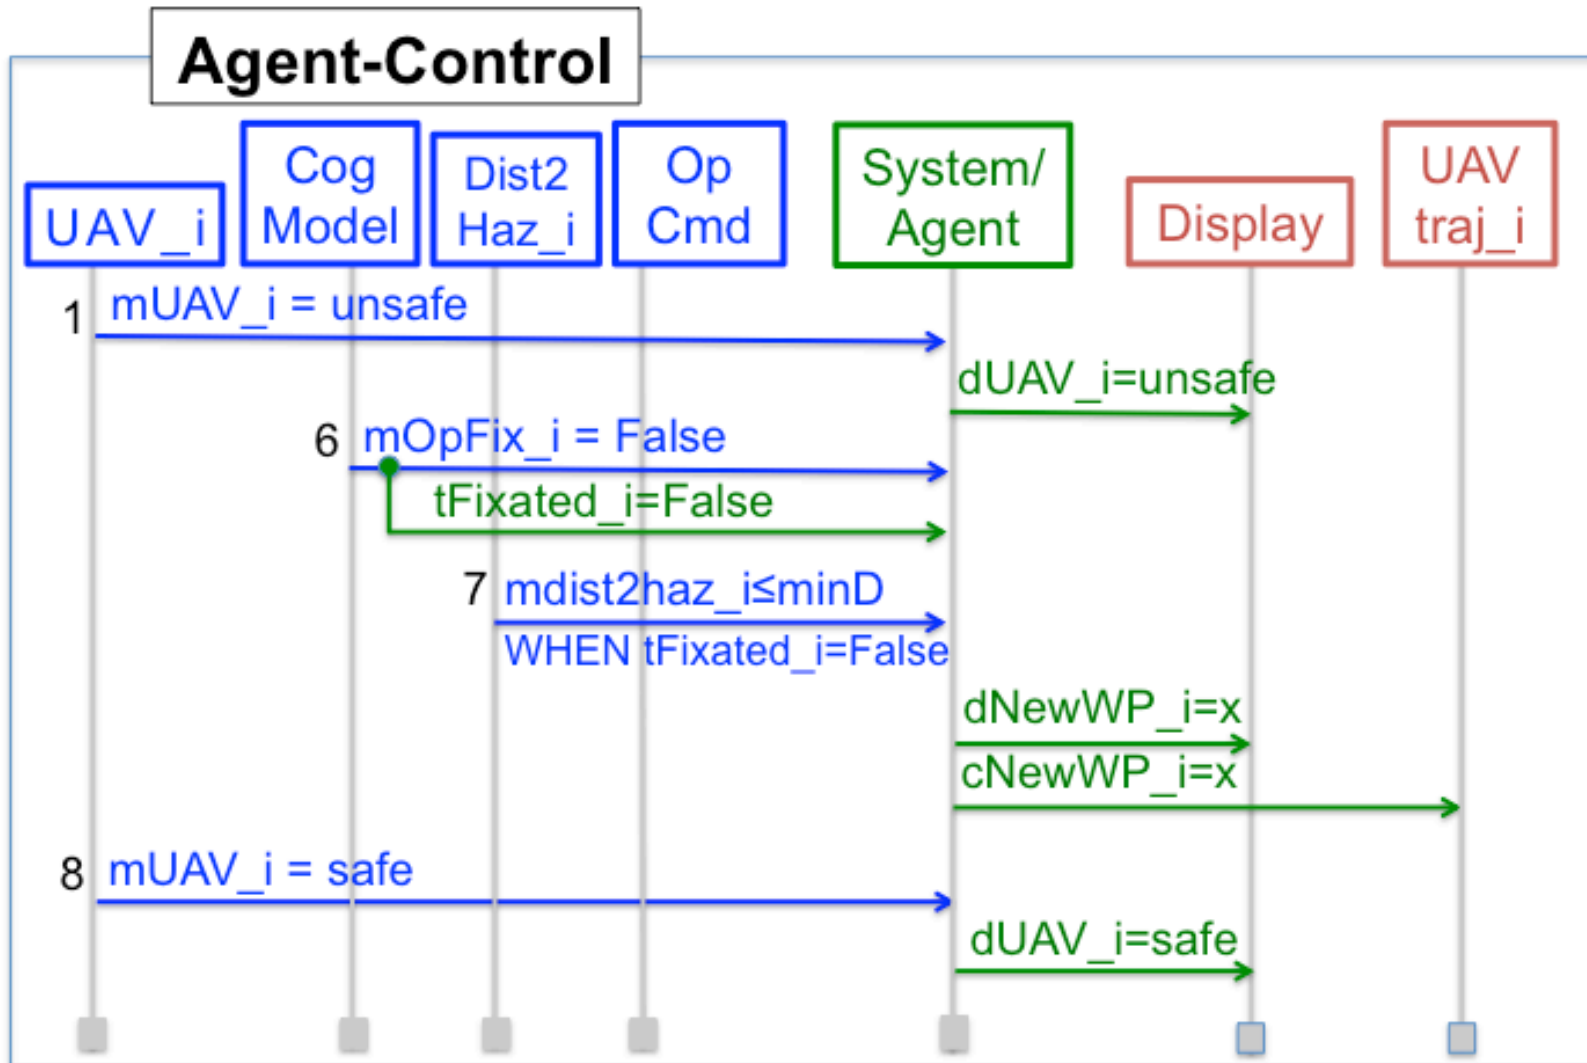 Agent-Control
UAV_i
Cog
Model
Dist2
Haz_i
Op
Cmd
System/
Agent
Display
UAV
traj_i
1 mUAV_i = unsafe
dUAV_i=unsafe
6 mOpFix_i = False
tFixated_i=False
7 mdist2haz_i≤minD
WHEN tFixated_i=False
dNewWP_i=x
cNewWP_i=x
8 mUAV_i = safe
dUAV_i=safe